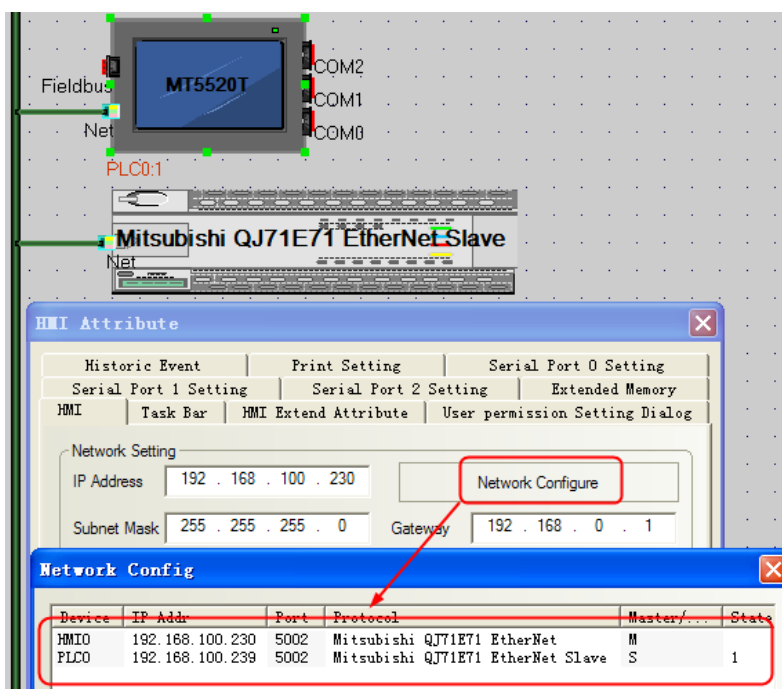 COM2
Fieldbus
MT5520T
COM1
Net
COM0
PLC0:1
Mitsubishi QJ71E71 EtherNet Slave
Net
HMI Attribute
Historic Event
Print Setting
Serial Port 0 Setting
Serial Port 1 Setting
Serial Port 2 Setting
Extended Memory
HMI
Task Bar
HMI Extend Attribute
User permission Setting Dialog
Network Setting
IP Address 192 . 168 . 100 . 230 Network Configure
Subnet Mask 255 . 255 . 255 . 0 Gateway 192 . 168 . 0 . 1
Network Config
Device IP Addr Port Protocol Master/... State
HMI0 192.168.100.230 5002 Mitsubishi QJ71E71 EtherNet M
PLC0 192.168.100.239 5002 Mitsubishi QJ71E71 EtherNet Slave S 1